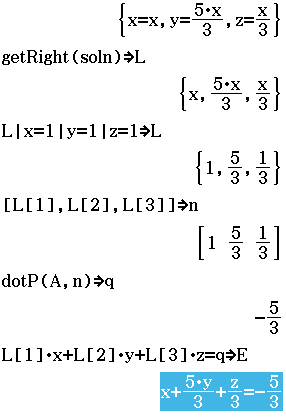 {x=x, y=5·x/3, z=x/3}
getRight(soln)⇒L
{x, 5·x/3, x/3}
L|x=1|y=1|z=1⇒L
{1, 5/3, 1/3}
[L[1],L[2],L[3]]⇒n
[1 5/3 1/3]
dotP(A,n)⇒q
-5/3
L[1]·x+L[2]·y+L[3]·z=q⇒E
x+5·y/3+z/3=-5/3